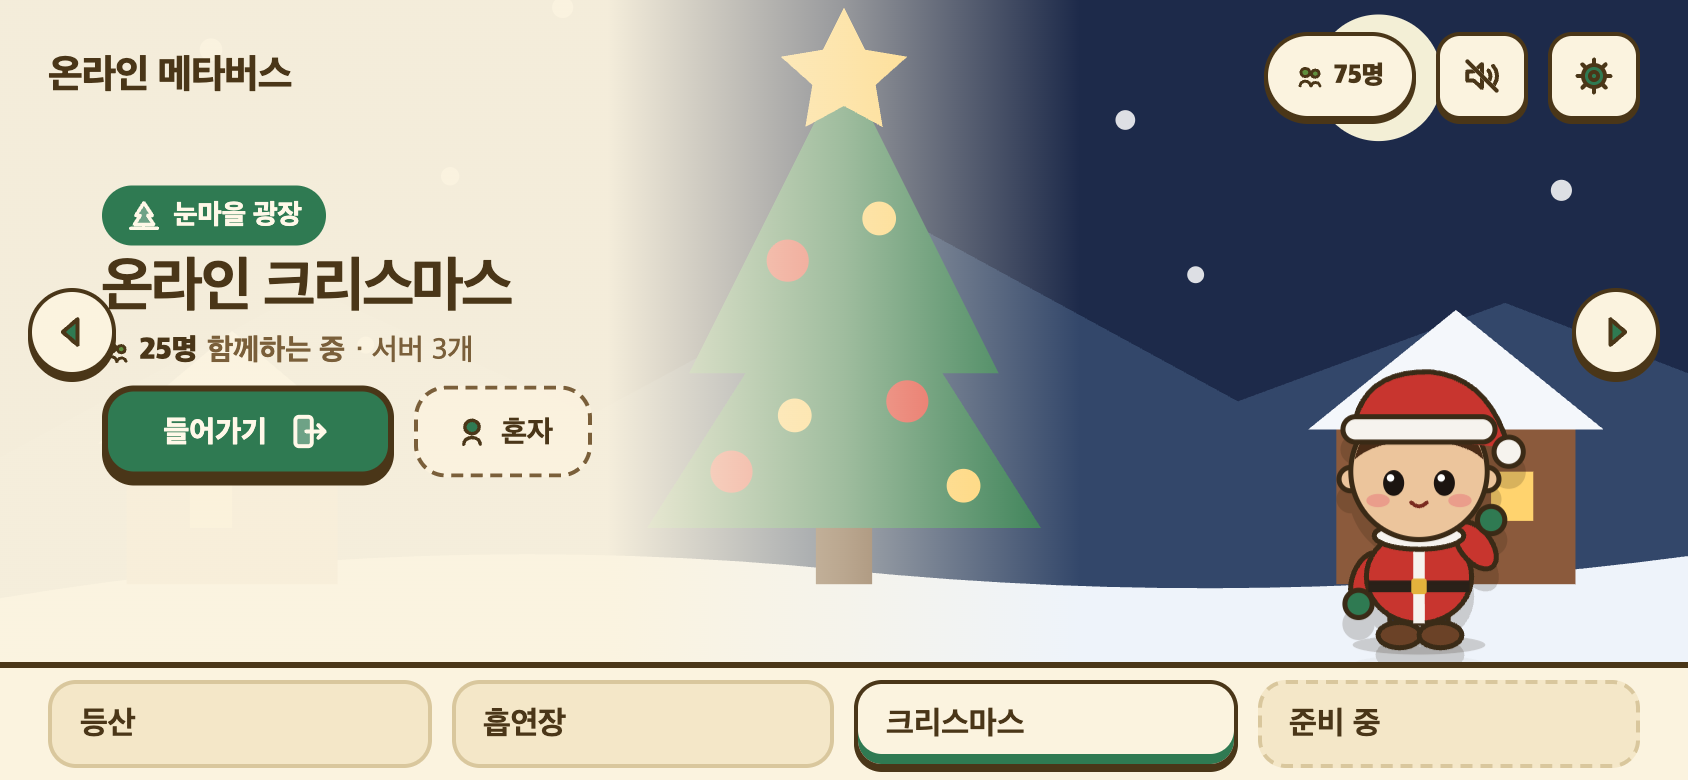 온라인 메타버스
75명
눈마을 광장
온라인 크리스마스
25명 함께하는 중 · 서버 3개
들어가기
혼자
등산
흡연장
크리스마스
준비 중